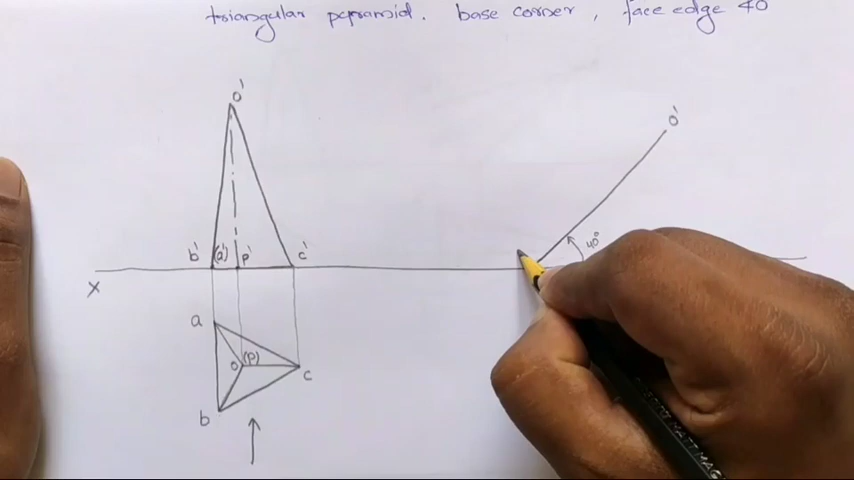 triangular pyramid. base corner, face edge 40
o'
o'
40°
b' (a') p' c'
X
a
o (p)
c
b